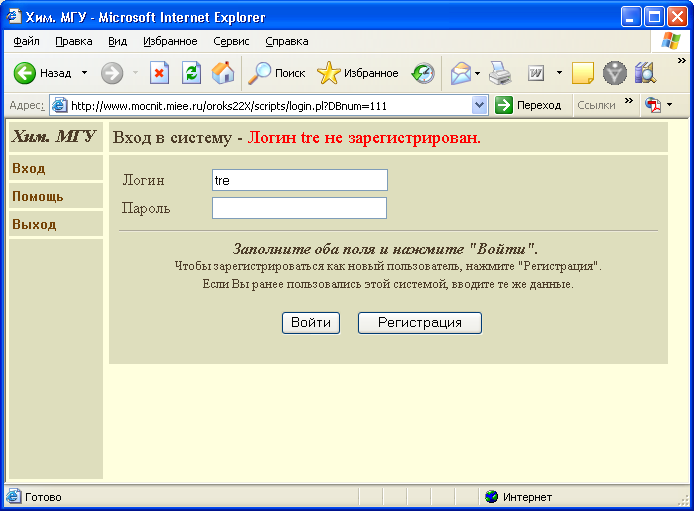 Хим. МГУ - Microsoft Internet Explorer
Файл Правка Вид Избранное Сервис Справка
Назад Поиск Избранное W
Адрес: http://www.mocnit.miee.ru/oroks22X/scripts/login.pl?DBnum=111 Переход Ссылки
Хим. МГУ
Вход в систему - Логин tre не зарегистрирован.
Вход
Помощь
Выход
Логин tre
Пароль
Заполните оба поля и нажмите "Войти".
Чтобы зарегистрироваться как новый пользователь, нажмите "Регистрация".
Если Вы ранее пользовались этой системой, вводите те же данные.
Войти Регистрация
Готово Интернет